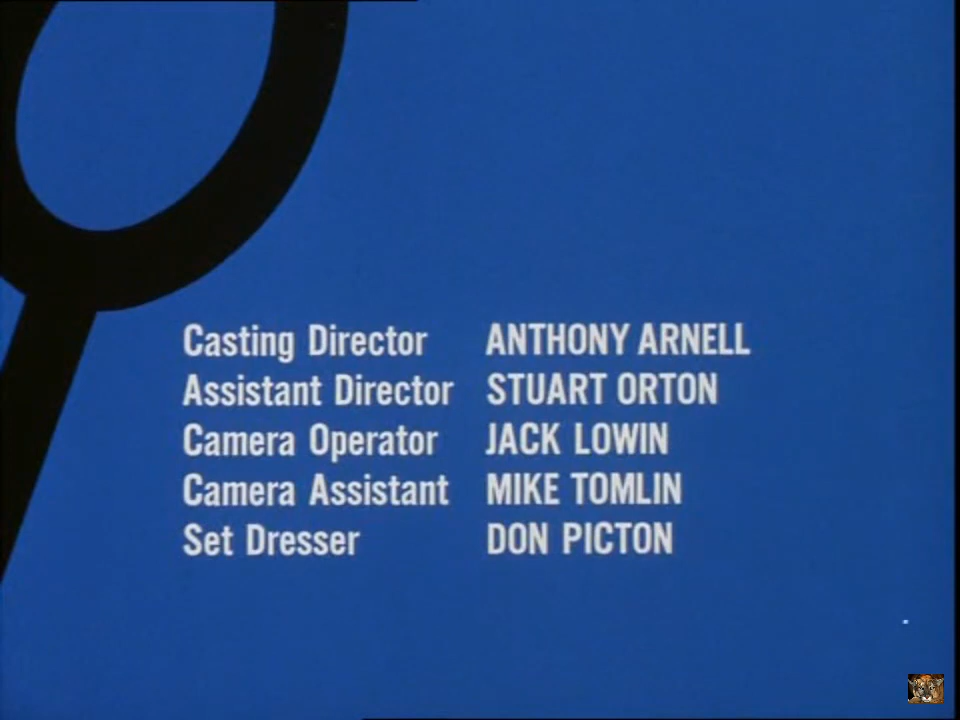 Casting Director ANTHONY ARNELL
Assistant Director STUART ORTON
Camera Operator JACK LOWIN
Camera Assistant MIKE TOMLIN
Set Dresser DON PICTON